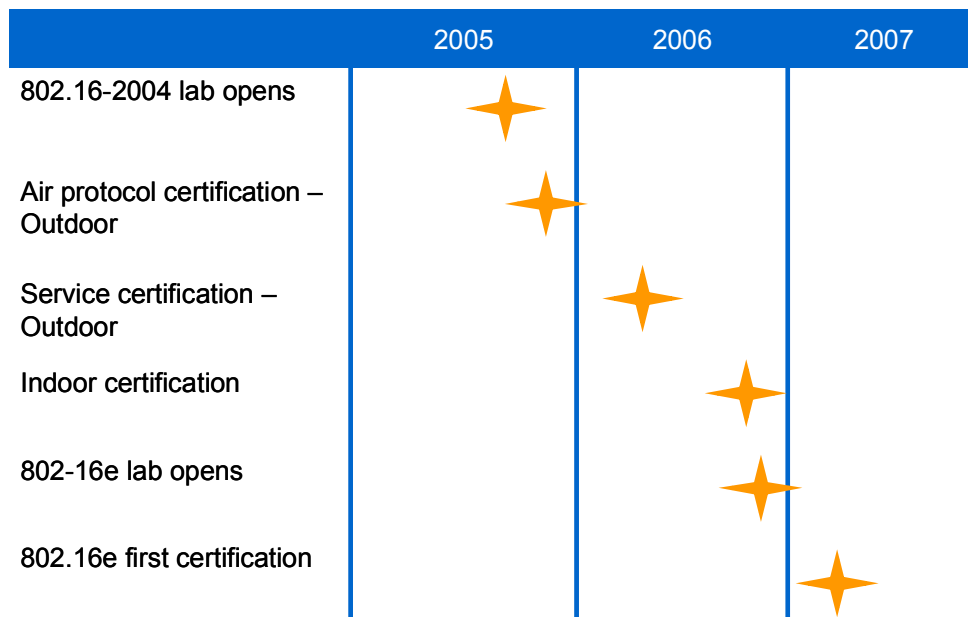 2005 2006 2007
802.16-2004 lab opens
Air protocol certification –
Outdoor
Service certification –
Outdoor
Indoor certification
802-16e lab opens
802.16e first certification